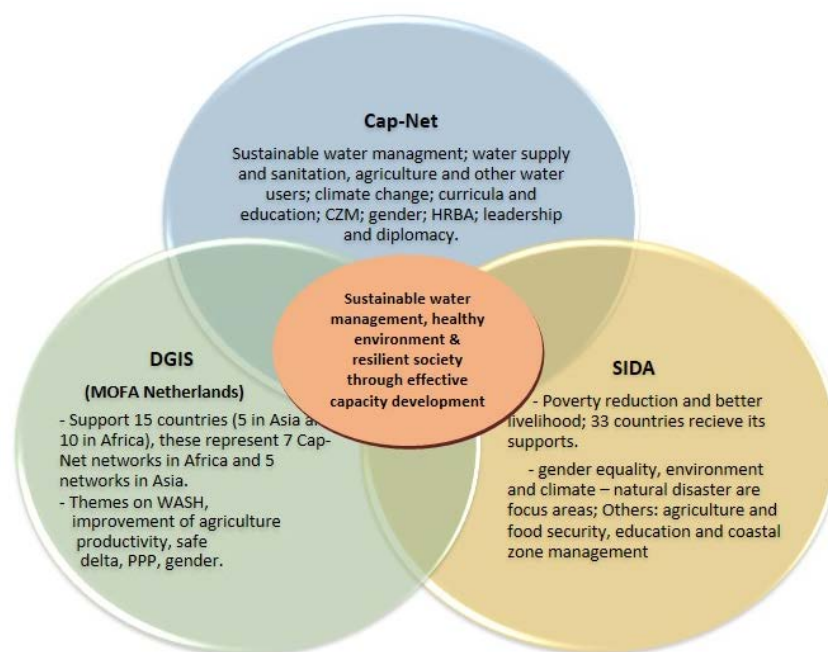 Cap-Net
Sustainable water managment; water supply
and sanitation, agriculture and other water
users; climate change; curricula and
education; CZM; gender; HRBA; leadership
and diplomacy.
Sustainable water
management, healthy
environment &
resilient society
through effective
capacity development
DGIS
(MOFA Netherlands)
- Support 15 countries (5 in Asia
10 in Africa), these represent 7 Cap-
Net networks in Africa and 5
networks in Asia.
- Themes on WASH,
improvement of agriculture
productivity, safe
delta, PPP, gender.
SIDA
- Poverty reduction and better
livelihood; 33 countries recieve its
supports.
- gender equality, environment
and climate – natural disaster are
focus areas; Others: agriculture and
food security, education and coastal
zone management